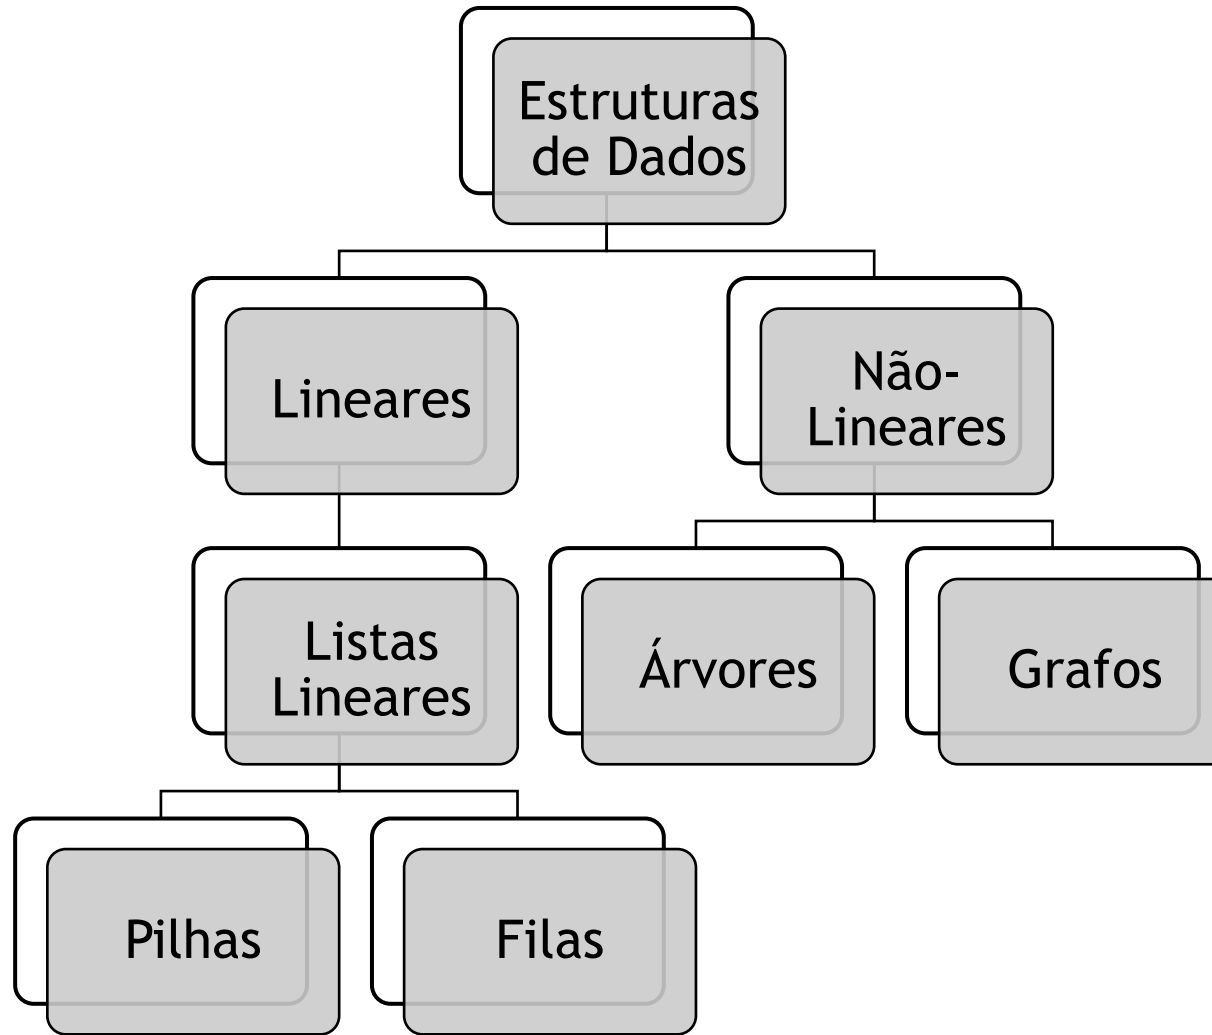 Estruturas
de Dados
Lineares
Não-
Lineares
Listas
Lineares
Árvores
Grafos
Pilhas
Filas